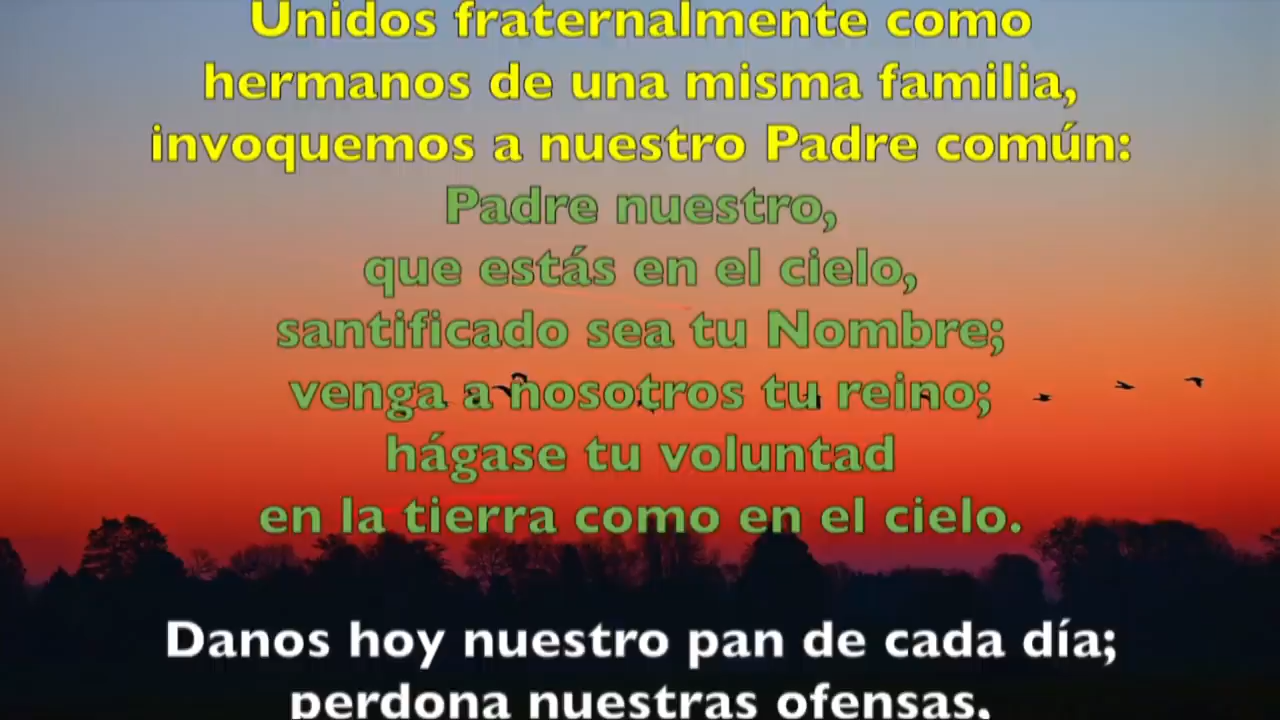 Unidos fraternalmente como
hermanos de una misma familia,
invoquemos a nuestro Padre común:
Padre nuestro,
que estás en el cielo,
santificado sea tu Nombre;
venga a nosotros tu reino;
hágase tu voluntad
en la tierra como en el cielo.
Danos hoy nuestro pan de cada día;
perdona nuestras ofensas,